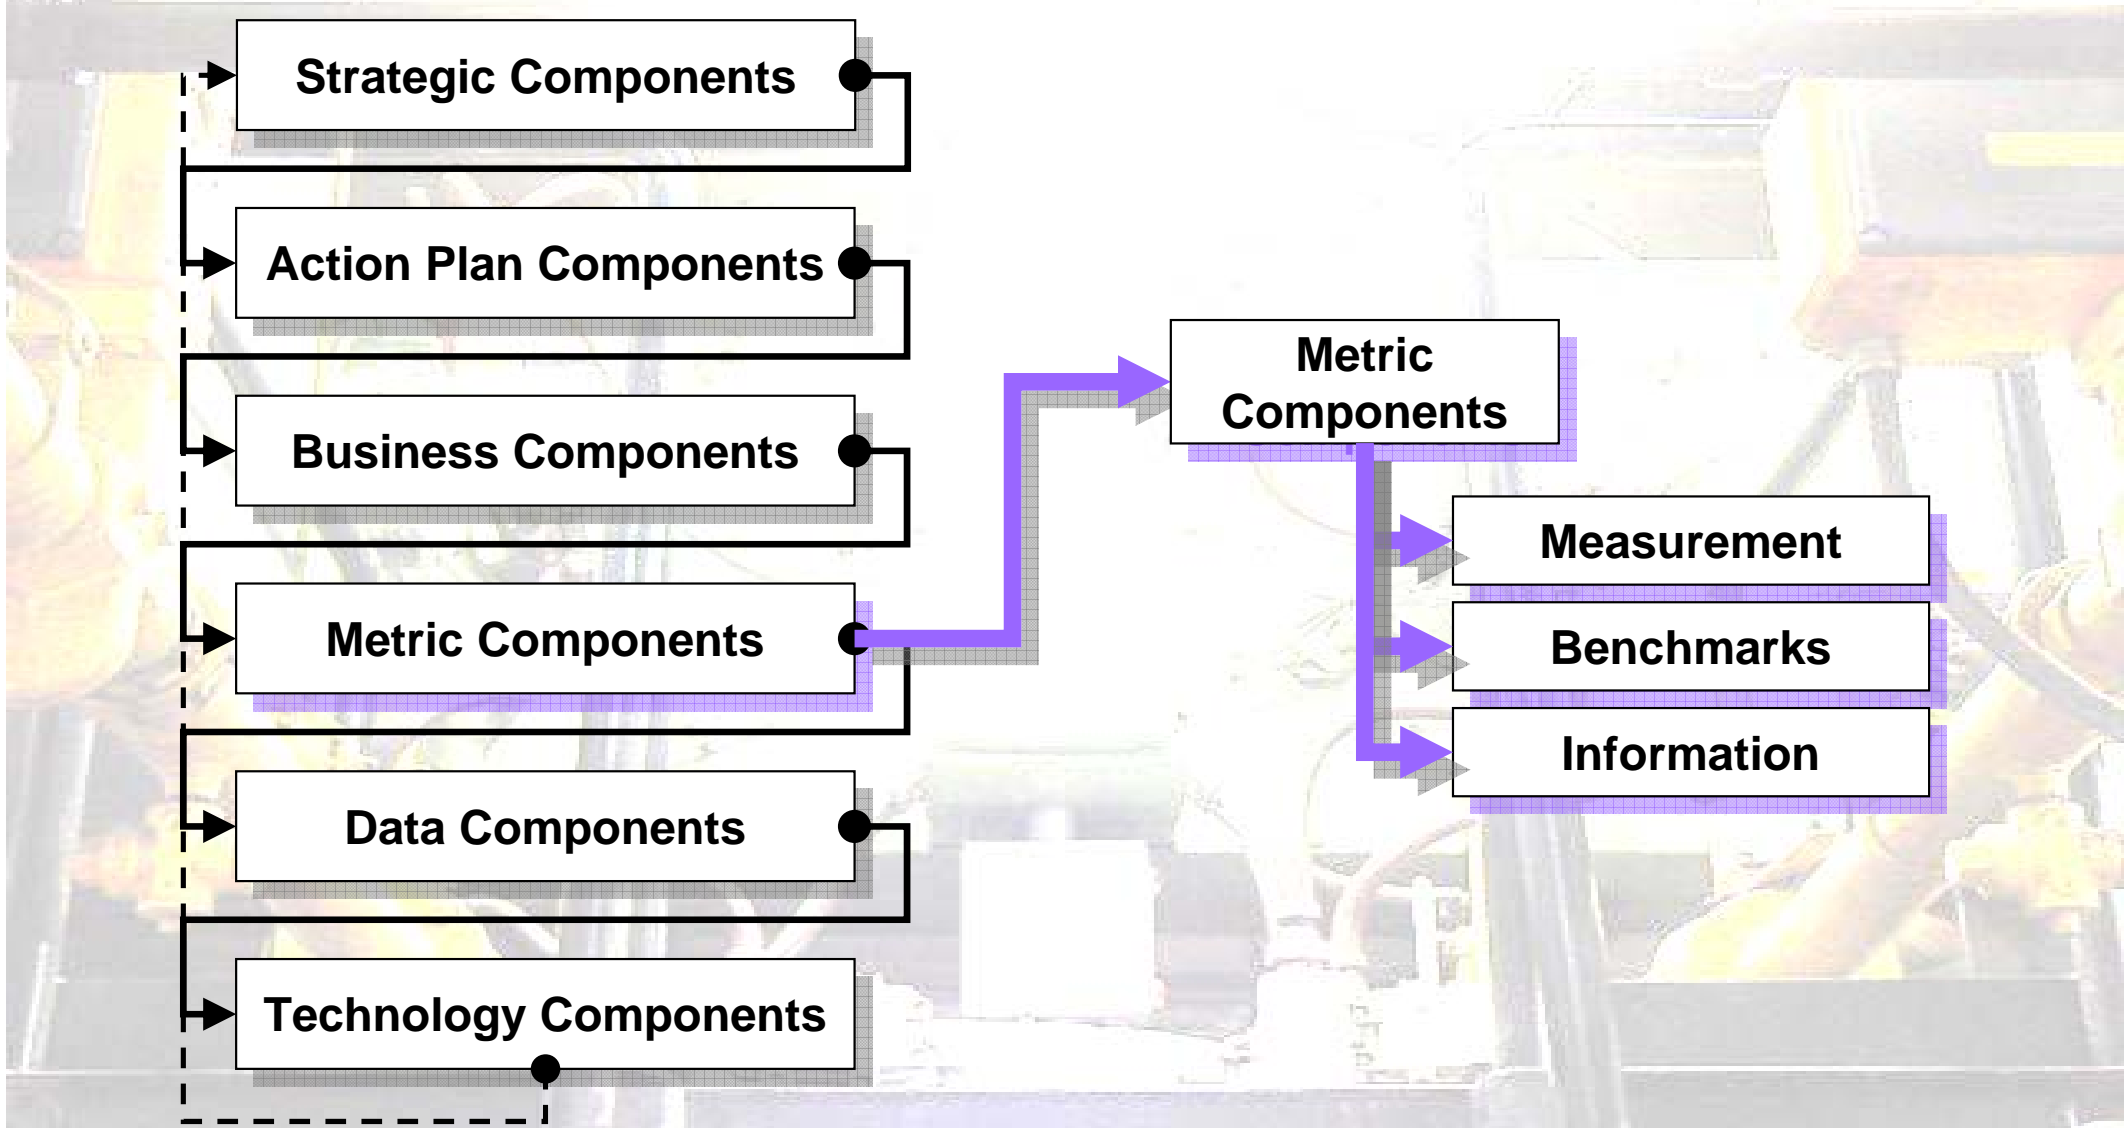 Strategic Components
Action Plan Components
Business Components
Metric Components
Data Components
Technology Components
Metric
Components
Measurement
Benchmarks
Information